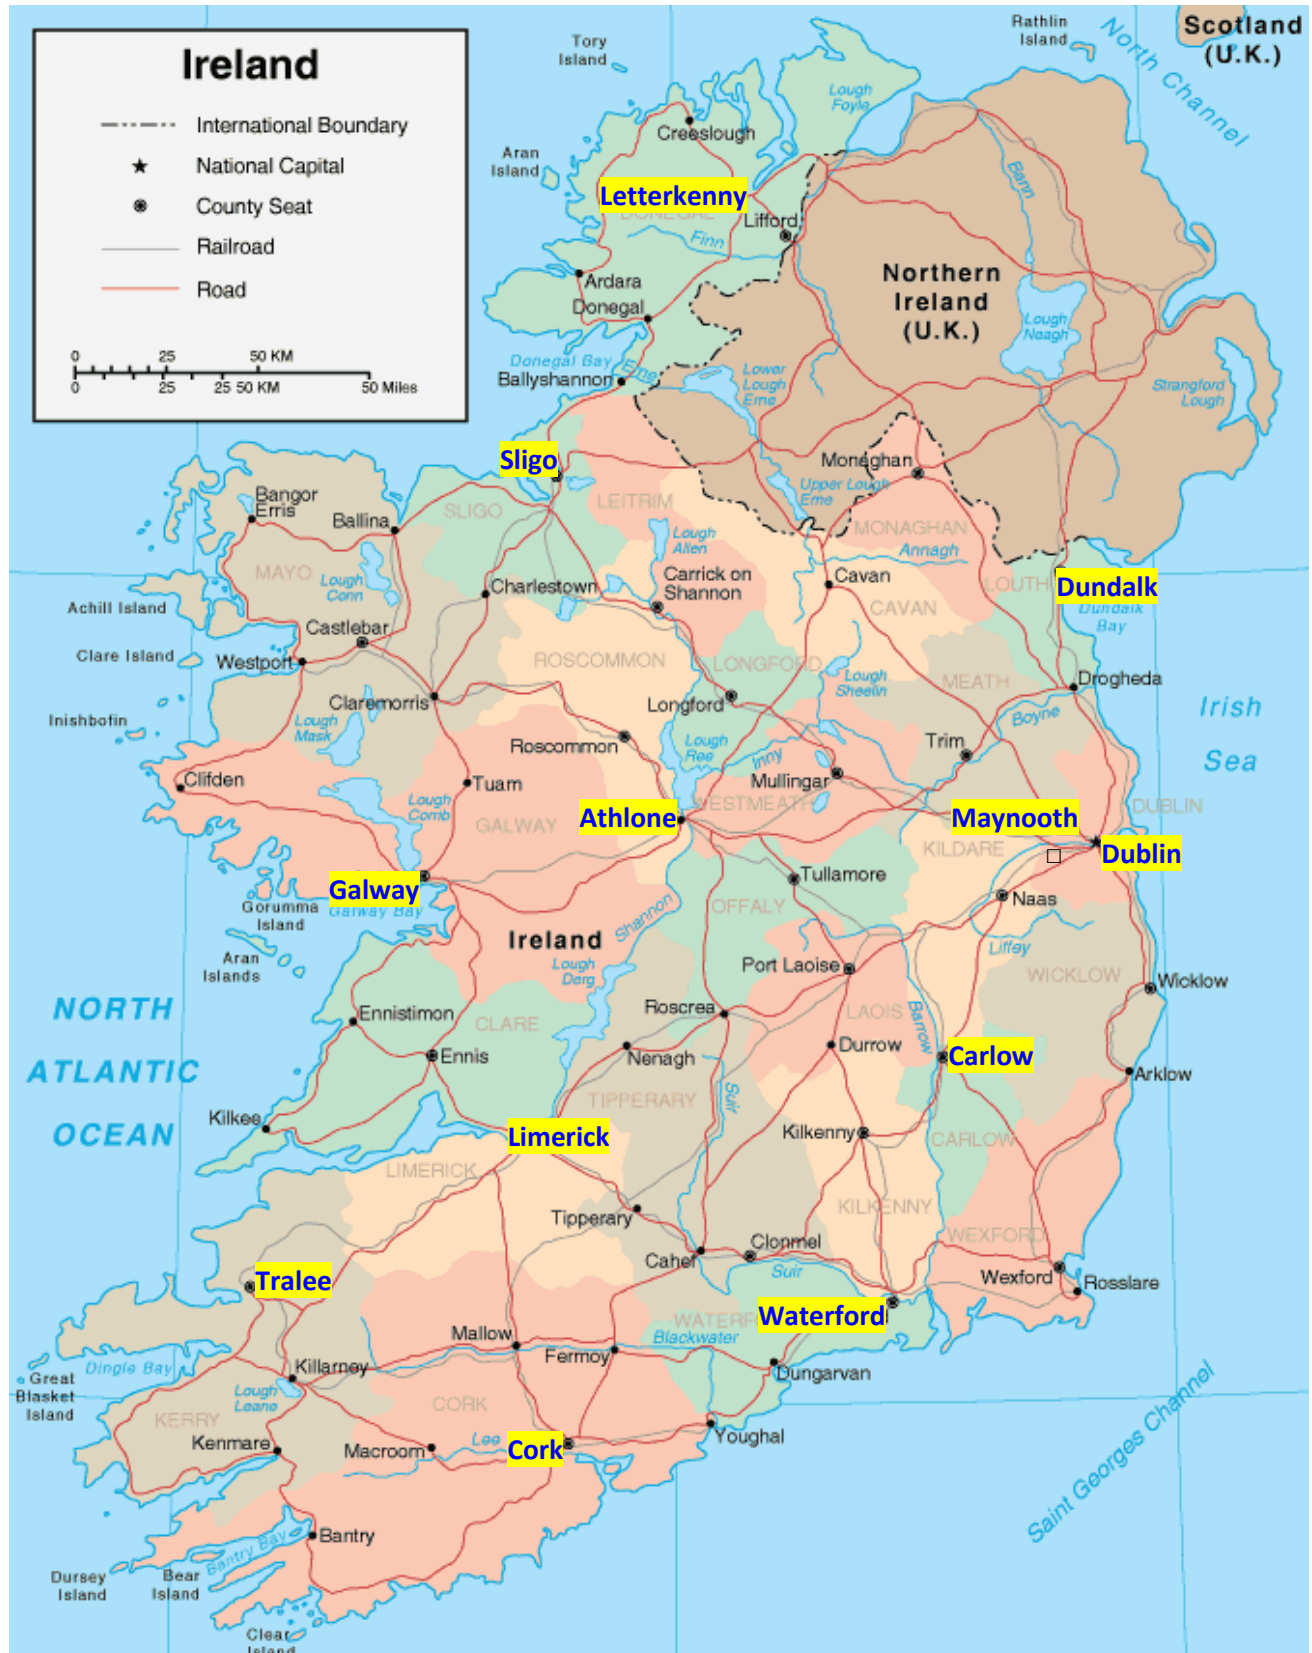 Ireland
International Boundary
National Capital
County Seat
Railroad
Road
0 25 50 KM
0 25 25 50 KM 50 Miles
Scotland
(U.K.)
Rathlin
Island
North Channel
Tory
Island
Lough
Foyle
Creeslough
Aran
Island
Letterkenny
DONEGAL
Lifford
Finn
Bann
Ardara
Donegal
Northern
Ireland
(U.K.)
Lough
Neagh
Donegal Bay
Erne
Ballyshannon
Lower
Lough
Erne
Strangford
Lough
Sligo
Monaghan
Upper Lough
Erne
Bangor
Erris
Ballina
SLIGO
LEITRIM
MONAGHAN
Lough
Allen
Annagh
MAYO
Lough
Conn
Charlestown
Carrick on
Shannon
Cavan
CAVAN
LOUTH
Dundalk
Dundalk
Bay
Achill Island
Castlebar
Clare Island
Westport
ROSCOMMON
LONGFORD
Lough
Sheelin
MEATH
Drogheda
Claremorris
Longford
Boyne
Irish
Sea
Inishbofin
Lough
Mask
Roscommon
Lough
Ree
Inny
Trim
Clifden
Tuam
Mullingar
Lough
Corrib
GALWAY
Athlone
WESTMEATH
Maynooth
DUBLIN
KILDARE
Dublin
Galway
Galway Bay
Gorumma
Island
Tullamore
Naas
OFFALY
Shannon
Ireland
Liffey
Aran
Islands
Lough
Derg
Port Laoise
WICKLOW
Wicklow
NORTH
ATLANTIC
OCEAN
Ennistimon
CLARE
Roscrea
LAOIS
Barrow
Ennis
Nenagh
Durrow
Carlow
Arklow
Suir
TIPPERARY
Kilkee
Limerick
Kilkenny
CARLOW
LIMERICK
Tipperary
KILKENNY
WEXFORD
Cahef
Clonmel
Suir
Wexford
Rosslare
Tralee
WATERF
Waterford
Mallow
Blackwater
Fermoy
Dungarvan
Dingle Bay
Great
Blasket
Island
Killarney
Lough
Leane
KERRY
CORK
Kenmare
Macroom
Lee
Cork
Youghal
Saint Georges Channel
Bantry
Bantry Bay
Dursey
Island
Bear
Island
Clear
Island